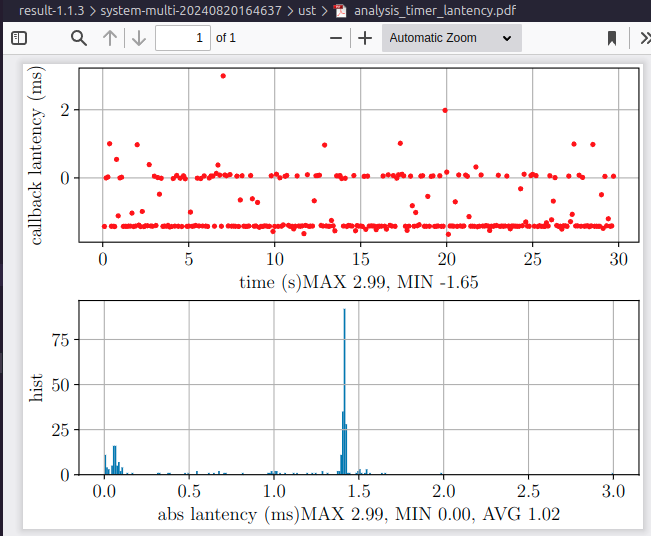 result-1.1.3 › system-multi-20240820164637 › ust › analysis_timer_lantency.pdf
1 of 1 Automatic Zoom
callback lantency (ms)
2
0
0 5 10 15 20 25 30
time (s)MAX 2.99, MIN -1.65
hist
75
50
25
0
0.0 0.5 1.0 1.5 2.0 2.5 3.0
abs lantency (ms)MAX 2.99, MIN 0.00, AVG 1.02